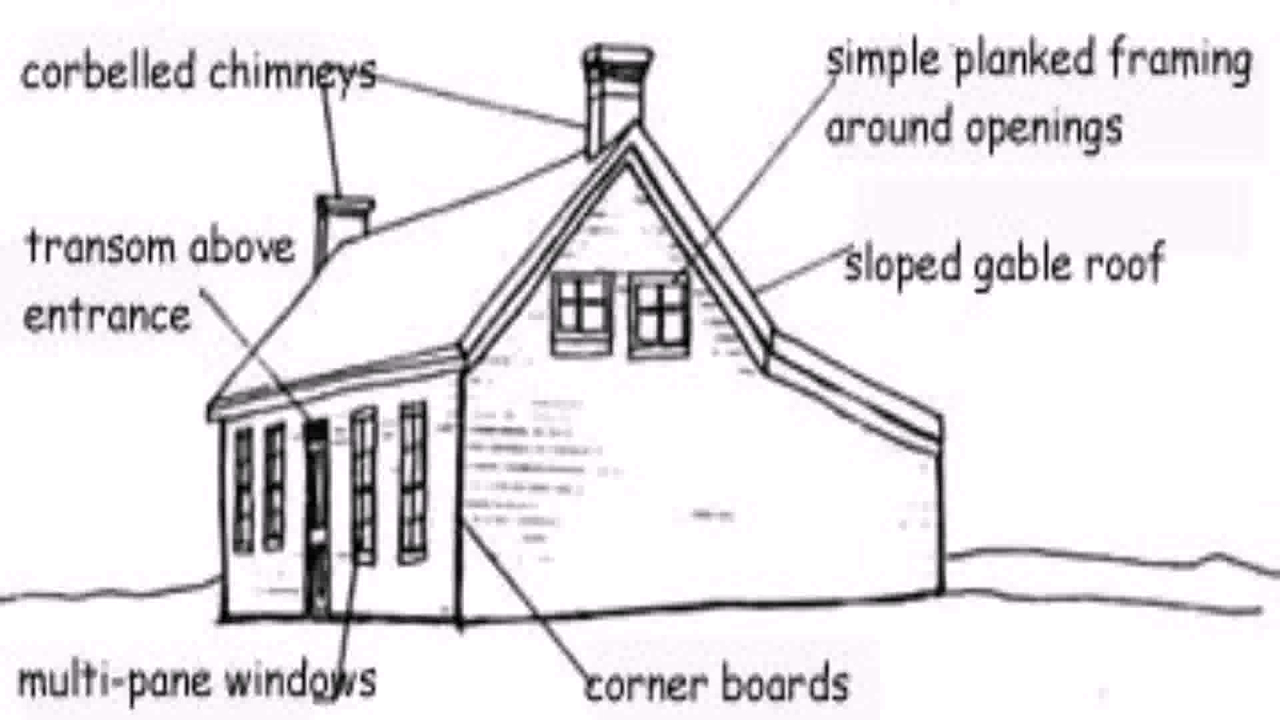 corbelled chimneys
simple planked framing
around openings
transom above
entrance
sloped gable roof
multi-pane windows
corner boards